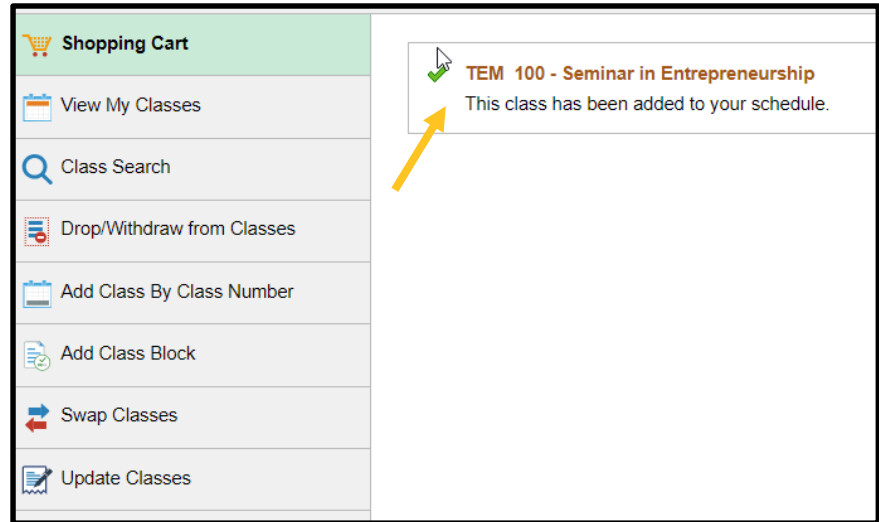 Shopping Cart
View My Classes
Class Search
Drop/Withdraw from Classes
Add Class By Class Number
Add Class Block
Swap Classes
Update Classes
TEM 100 - Seminar in Entrepreneurship
This class has been added to your schedule.